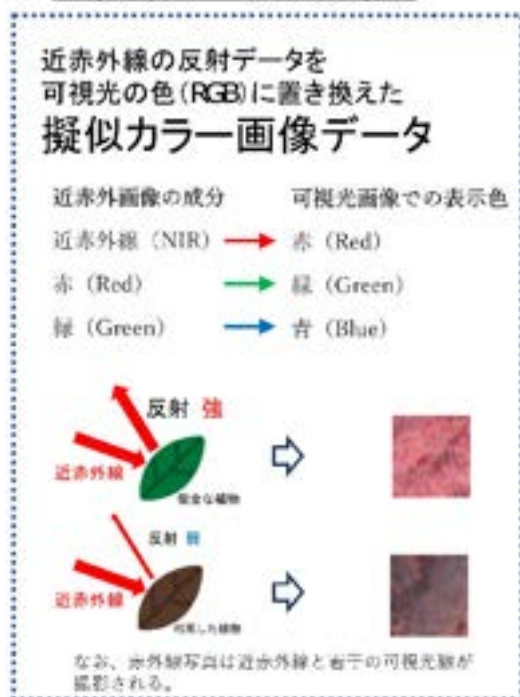 近赤外線の反射データを
可視光の色(RGB)に置き換えた
擬似カラー画像データ
近赤外画像の成分 可視光画像での表示色
近赤外線（NIR） 赤（Red）
赤（Red） 緑（Green）
緑（Green） 青（Blue）
反射 強
近赤外線
健全な植物
反射 弱
近赤外線
枯死した植物
なお、赤外線写真は近赤外線と若干の可視光線が
撮影される。